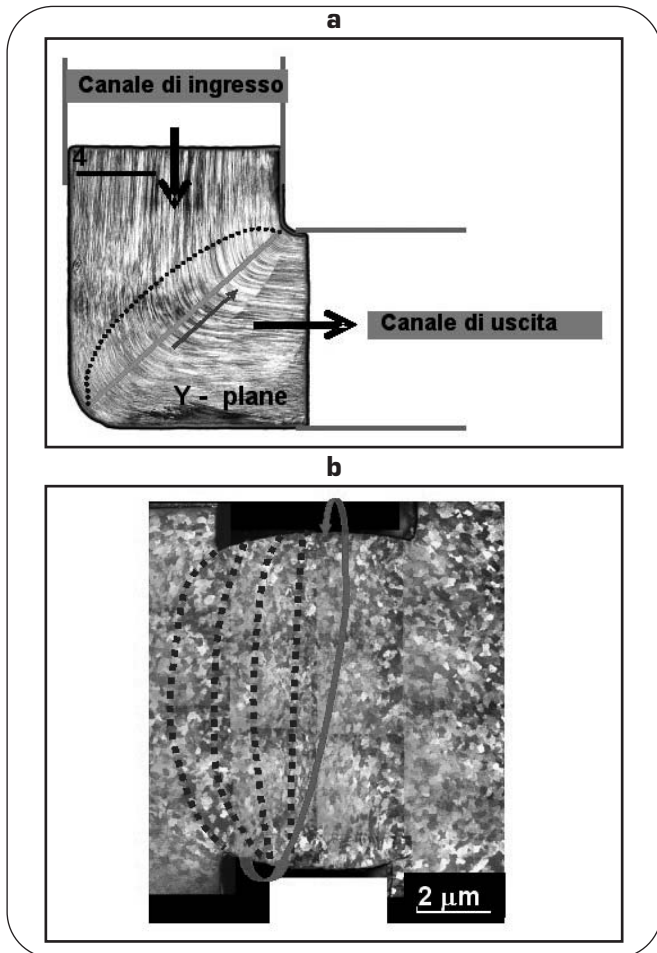 a
Canale di ingresso
4
Canale di uscita
Y - plane
b
2 μm